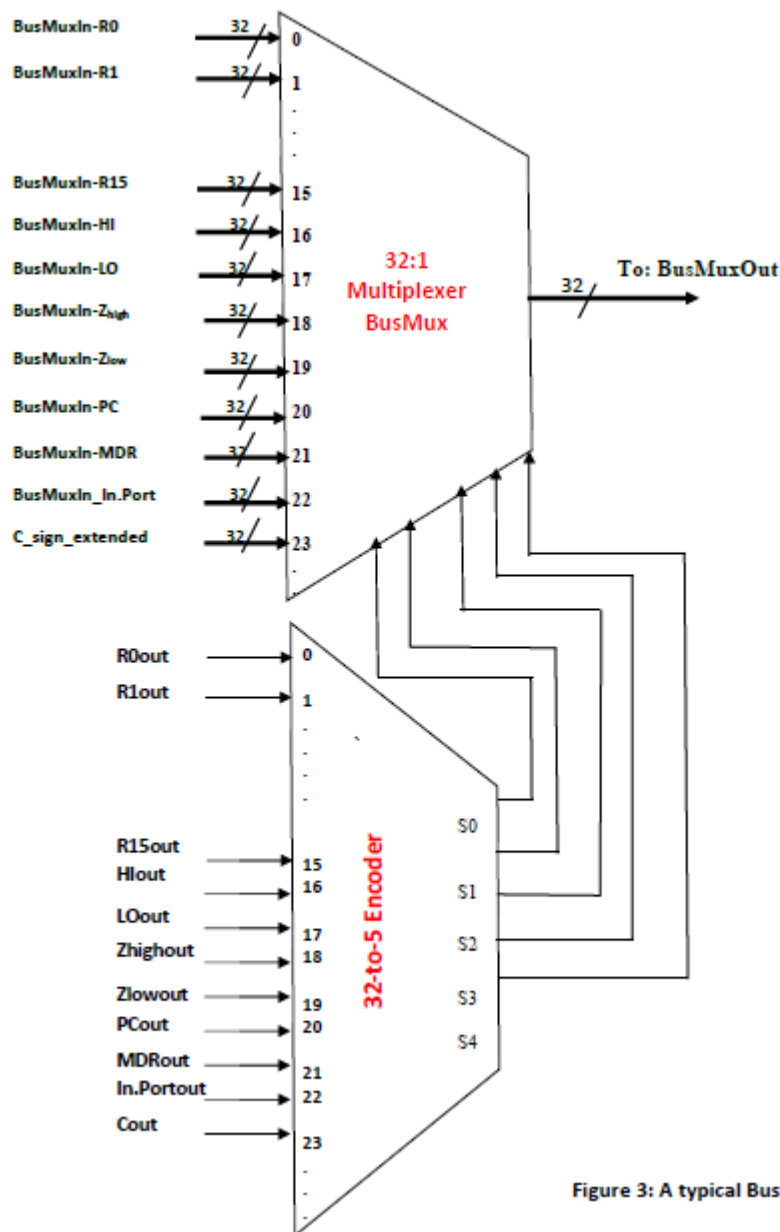 BusMuxIn-R0 32 0
BusMuxIn-R1 32 1
.
.
.
BusMuxIn-R15 32 15
BusMuxIn-HI 32 16
BusMuxIn-LO 32 17
BusMuxIn-Zhigh 32 18
BusMuxIn-Zlow 32 19
BusMuxIn-PC 32 20
BusMuxIn-MDR 32 21
BusMuxIn_In.Port 32 22
C_sign_extended 32 23
.
.
32:1
Multiplexer
BusMux
32 To: BusMuxOut
R0out 0
R1out 1
.
.
.
.
R15out 15
HIout 16
LOout 17
Zhighout 18
Zlowout 19
PCout 20
MDRout 21
In.Portout 22
Cout 23
.
.
.
32-to-5 Encoder
S0
S1
S2
S3
S4
Figure 3: A typical Bus